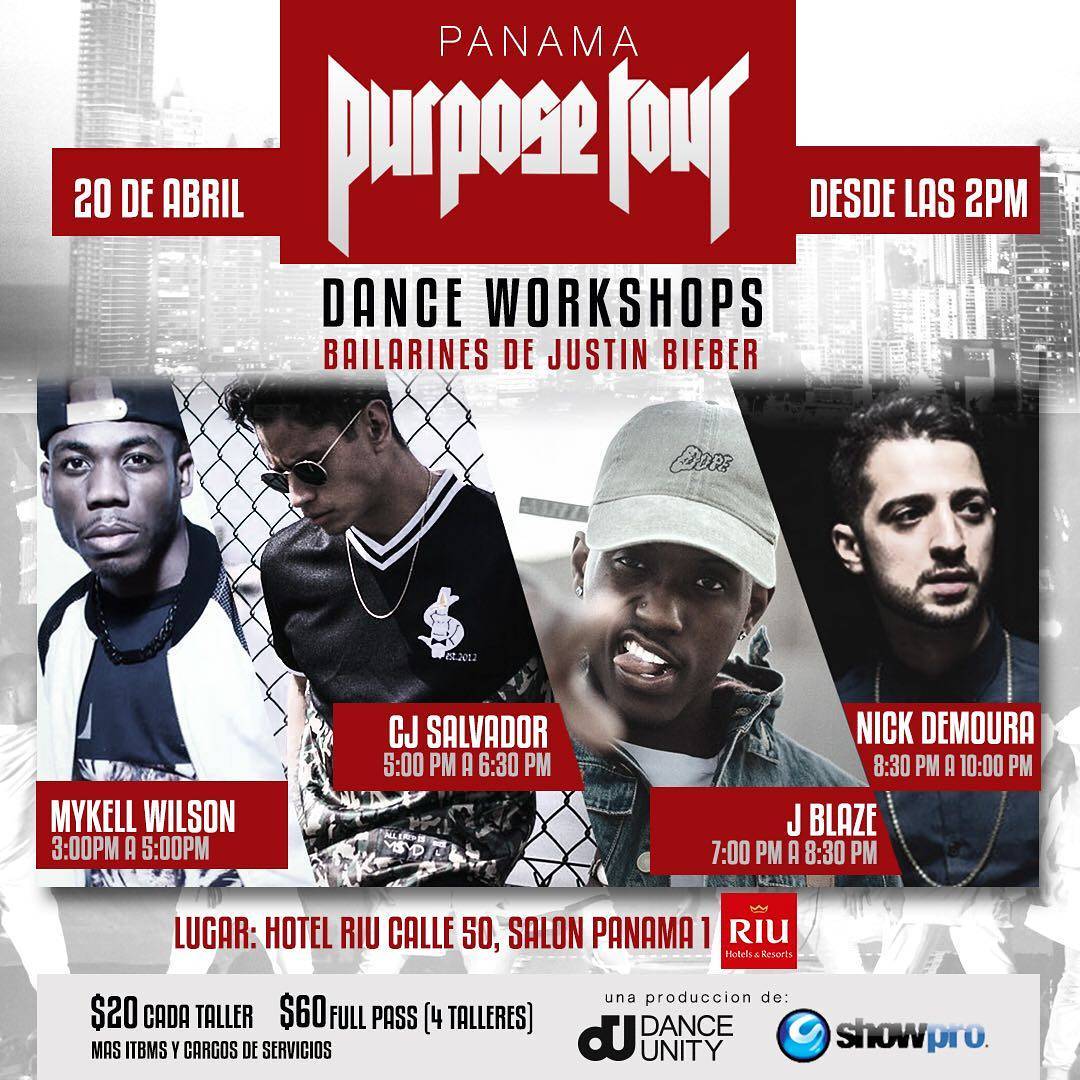 PANAMA
purpose tour
20 DE ABRIL
DESDE LAS 2PM
DANCE WORKSHOPS
BAILARINES DE JUSTIN BIEBER
DOPE
EST.2012
MYKELL WILSON
3:00PM A 5:00PM
CJ SALVADOR
5:00 PM A 6:30 PM
J BLAZE
7:00 PM A 8:30 PM
NICK DEMOURA
8:30 PM A 10:00 PM
LUGAR: HOTEL RIU CALLE 50, SALON PANAMA 1
RIU
Hotels & Resorts
$20 CADA TALLER $60 FULL PASS (4 TALLERES)
MAS ITBMS Y CARGOS DE SERVICIOS
una produccion de:
DANCE
UNITY
showpro.